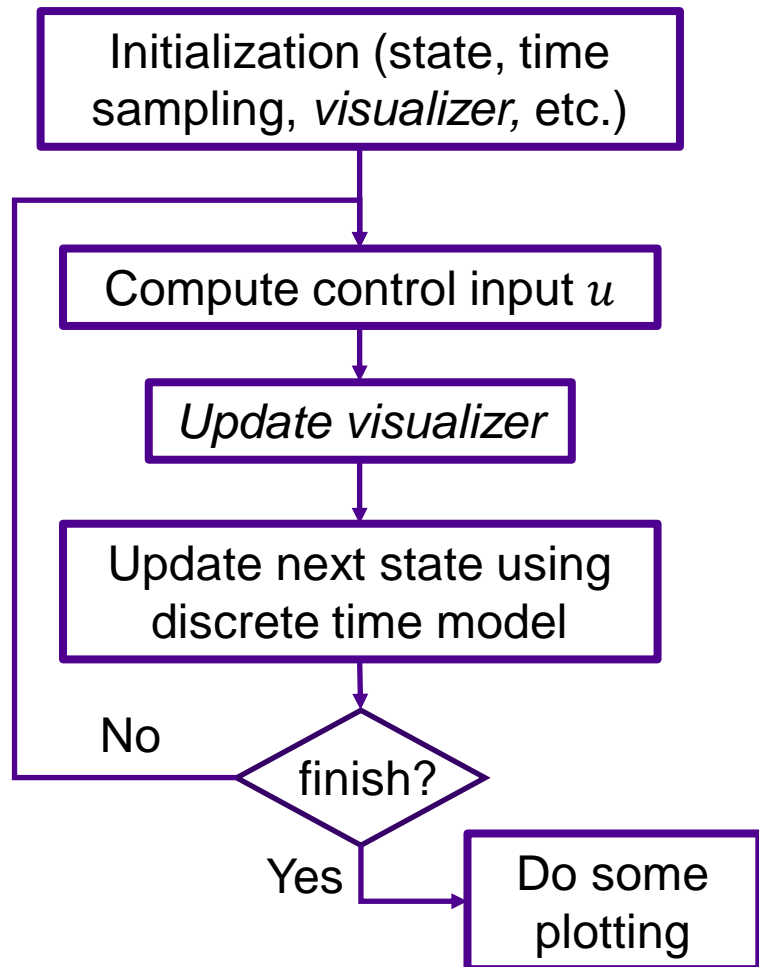 Initialization (state, time
sampling, visualizer, etc.)
Compute control input u
Update visualizer
Update next state using
discrete time model
No
finish?
Yes
Do some
plotting